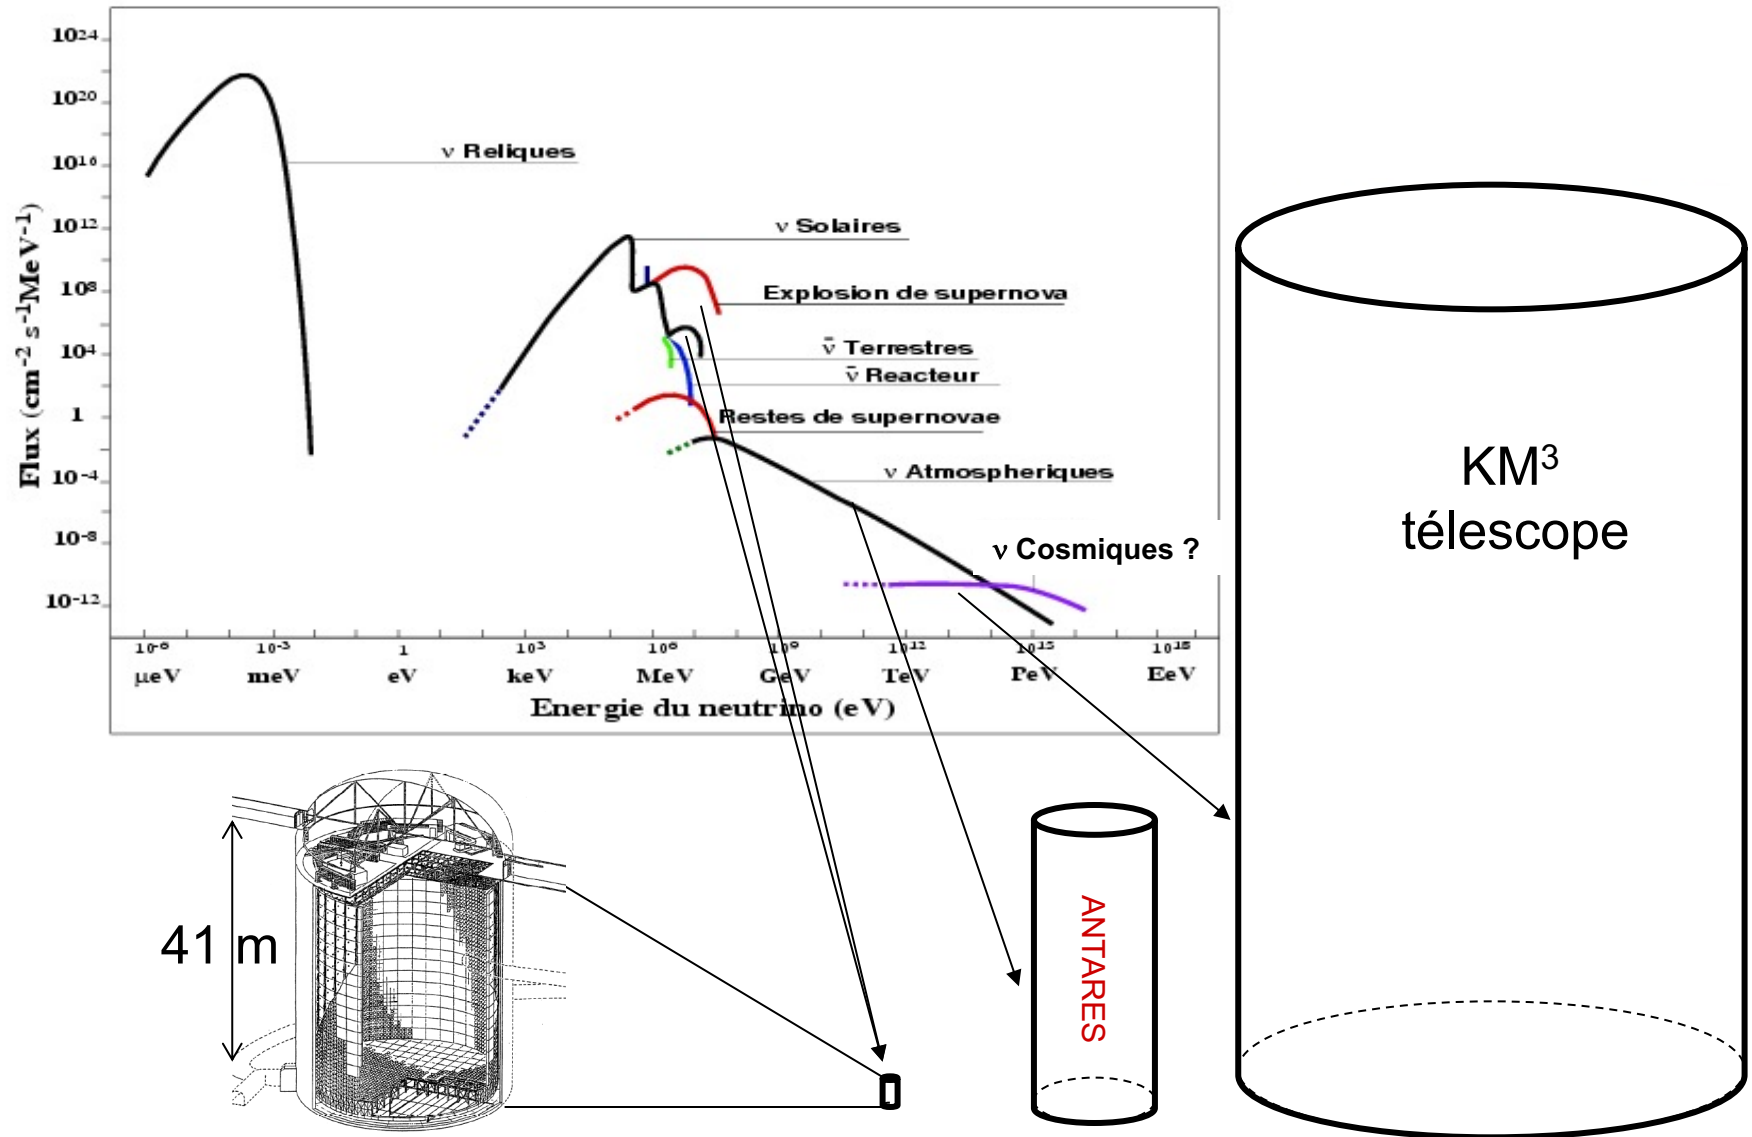 10²⁴
10²⁰
10¹⁶
10¹²
10⁸
10⁴
1
10⁻⁴
10⁻⁸
10⁻¹²
Flux (cm⁻² s⁻¹MeV⁻¹)
ν Reliques
ν Solaires
Explosion de supernova
ν̄ Terrestres
ν̄ Reacteur
Restes de supernovae
ν Atmospheriques
ν Cosmiques ?
10⁻⁶ 10⁻³ 1 10³ 10⁶ 10⁹ 10¹² 10¹⁵ 10¹⁸
μeV meV eV keV MeV GeV TeV PeV EeV
Energie du neutrino (eV)
KM³
télescope
41 m
ANTARES